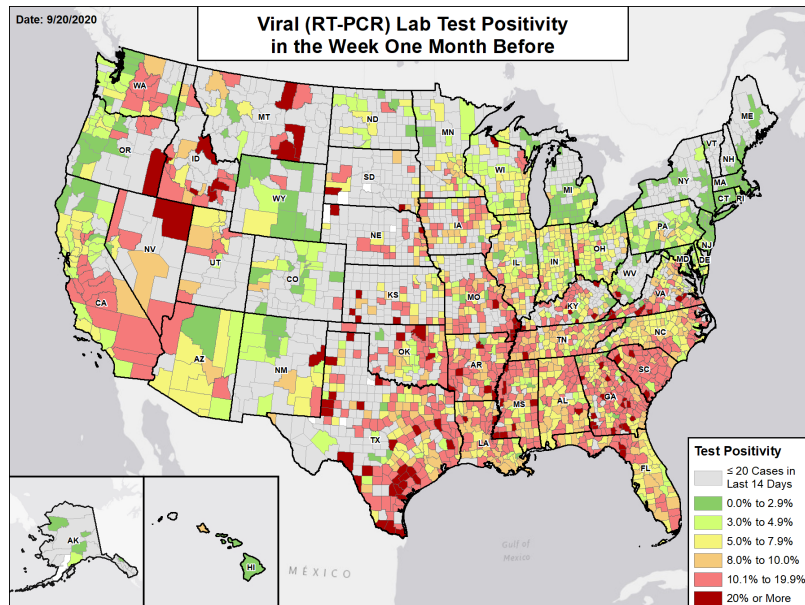 Date: 9/20/2020
Viral (RT-PCR) Lab Test Positivity
in the Week One Month Before
WA
MT
ND
MN
ME
OR
ID
SD
WI
VT
NH
NY
MA
CT
RI
WY
MI
IA
PA
NJ
NE
NV
UT
IL
IN
OH
MD
DE
CO
WV
CA
KS
MO
KY
VA
AZ
NM
OK
TN
NC
AR
SC
MS
AL
GA
TX
LA
FL
AK
HI
MÉXICO
Gulf of
Mexico
Test Positivity
≤ 20 Cases in
Last 14 Days
0.0% to 2.9%
3.0% to 4.9%
5.0% to 7.9%
8.0% to 10.0%
10.1% to 19.9%
20% or More